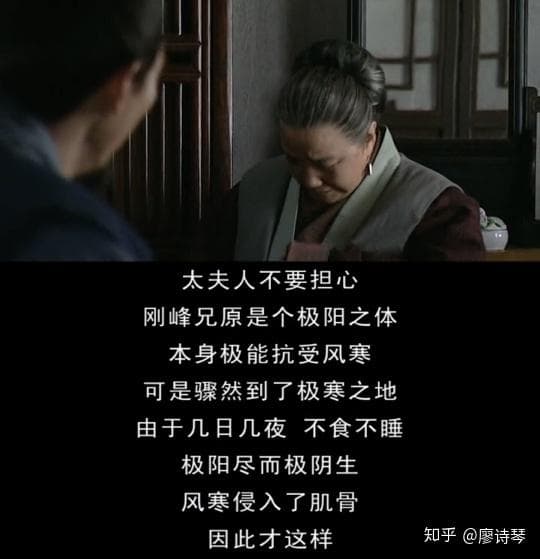 太夫人不要担心
刚峰兄原是个极阳之体
本身极能抗受风寒
可是骤然到了极寒之地
由于几日几夜 不食不睡
极阳尽而极阴生
风寒侵入了肌骨
因此才这样
知乎 @廖诗琴